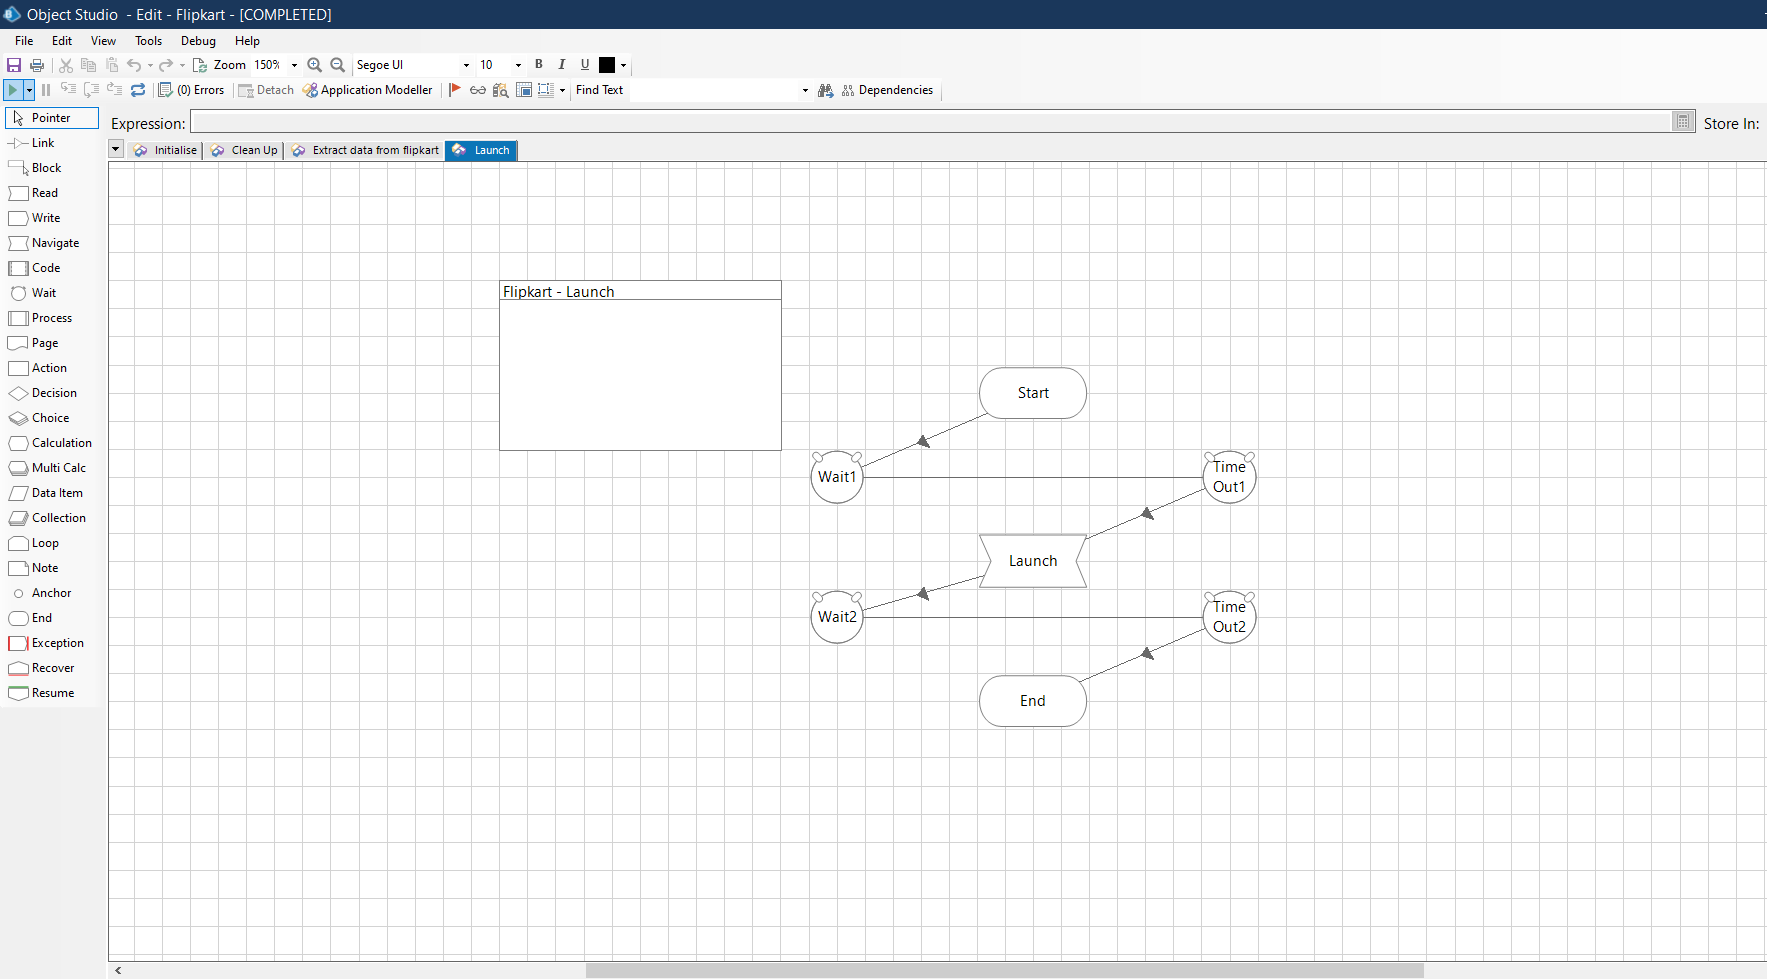 Object Studio - Edit - Flipkart - [COMPLETED]
File Edit View Tools Debug Help
Zoom 150% Segoe UI 10 B I U
(0) Errors Detach Application Modeller Find Text Dependencies
Pointer
Expression: Store In:
Link
Initialise Clean Up Extract data from flipkart Launch
Block
Read
Write
Navigate
Code
Wait
Process
Page
Action
Decision
Choice
Calculation
Multi Calc
Data Item
Collection
Loop
Note
Anchor
End
Exception
Recover
Resume
Flipkart - Launch
Start
Wait1
Time
Out1
Launch
Wait2
Time
Out2
End